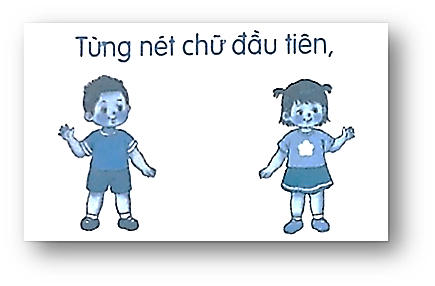 Từng nét chữ đầu tiên,